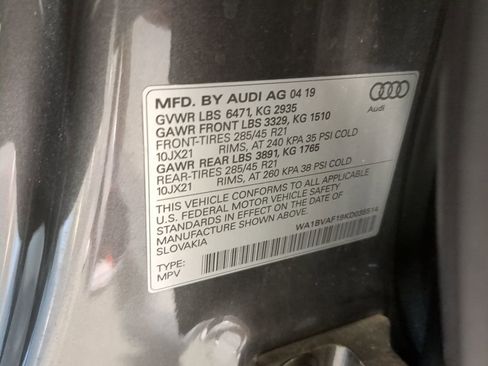 MFD. BY AUDI AG 04 19
GVWR LBS 6471, KG 2935
GAWR FRONT LBS 3329, KG 1510
FRONT-TIRES 285/45 R21
10JX21 RIMS, AT 240 KPA 35 PSI COLD
GAWR REAR LBS 3891, KG 1765
REAR-TIRES 285/45 R21
10JX21 RIMS, AT 260 KPA 38 PSI COLD
THIS VEHICLE CONFORMS TO ALL APPLICABLE
U.S. FEDERAL MOTOR VEHICLE SAFETY
STANDARDS IN EFFECT ON THE DATE OF
MANUFACTURE SHOWN ABOVE.
SLOVAKIA
WA1BVAF19KD038514
TYPE:
MPV
Audi